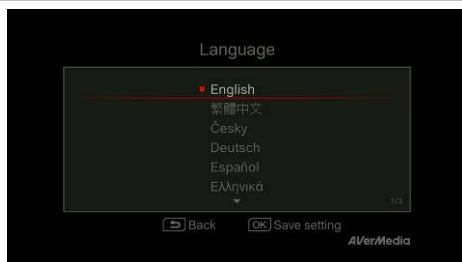 Language
English
繁體中文
Česky
Deutsch
Español
Ελληνικά
1/3
Back
OK Save setting
AVerMedia